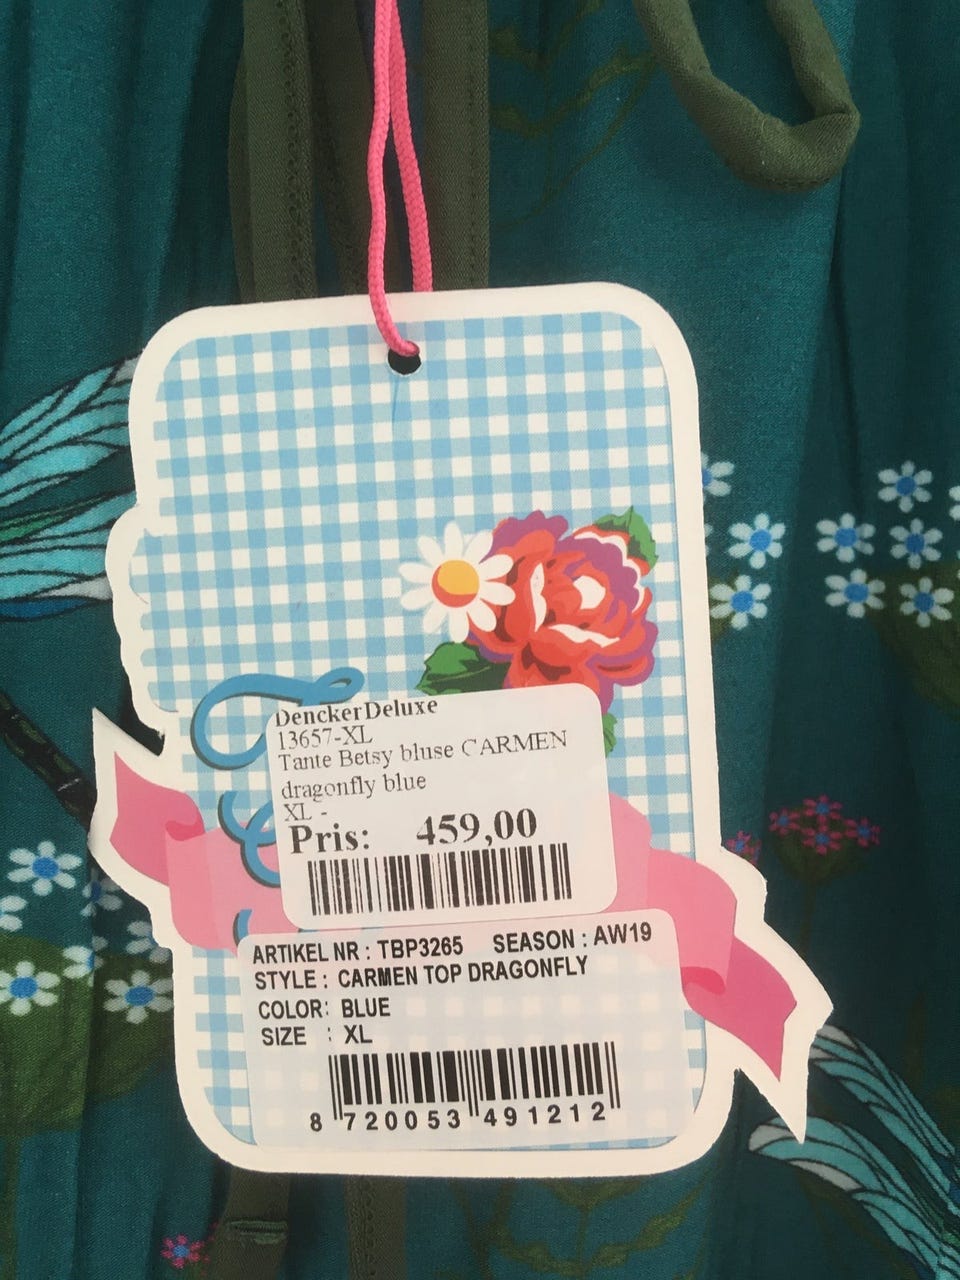 DenckerDeluxe
13657-XL
Tante Betsy bluse CARMEN
dragonfly blue
XL -
Pris: 459,00
ARTIKEL NR : TBP3265 SEASON : AW19
STYLE : CARMEN TOP DRAGONFLY
COLOR: BLUE
SIZE : XL
8 720053 491212